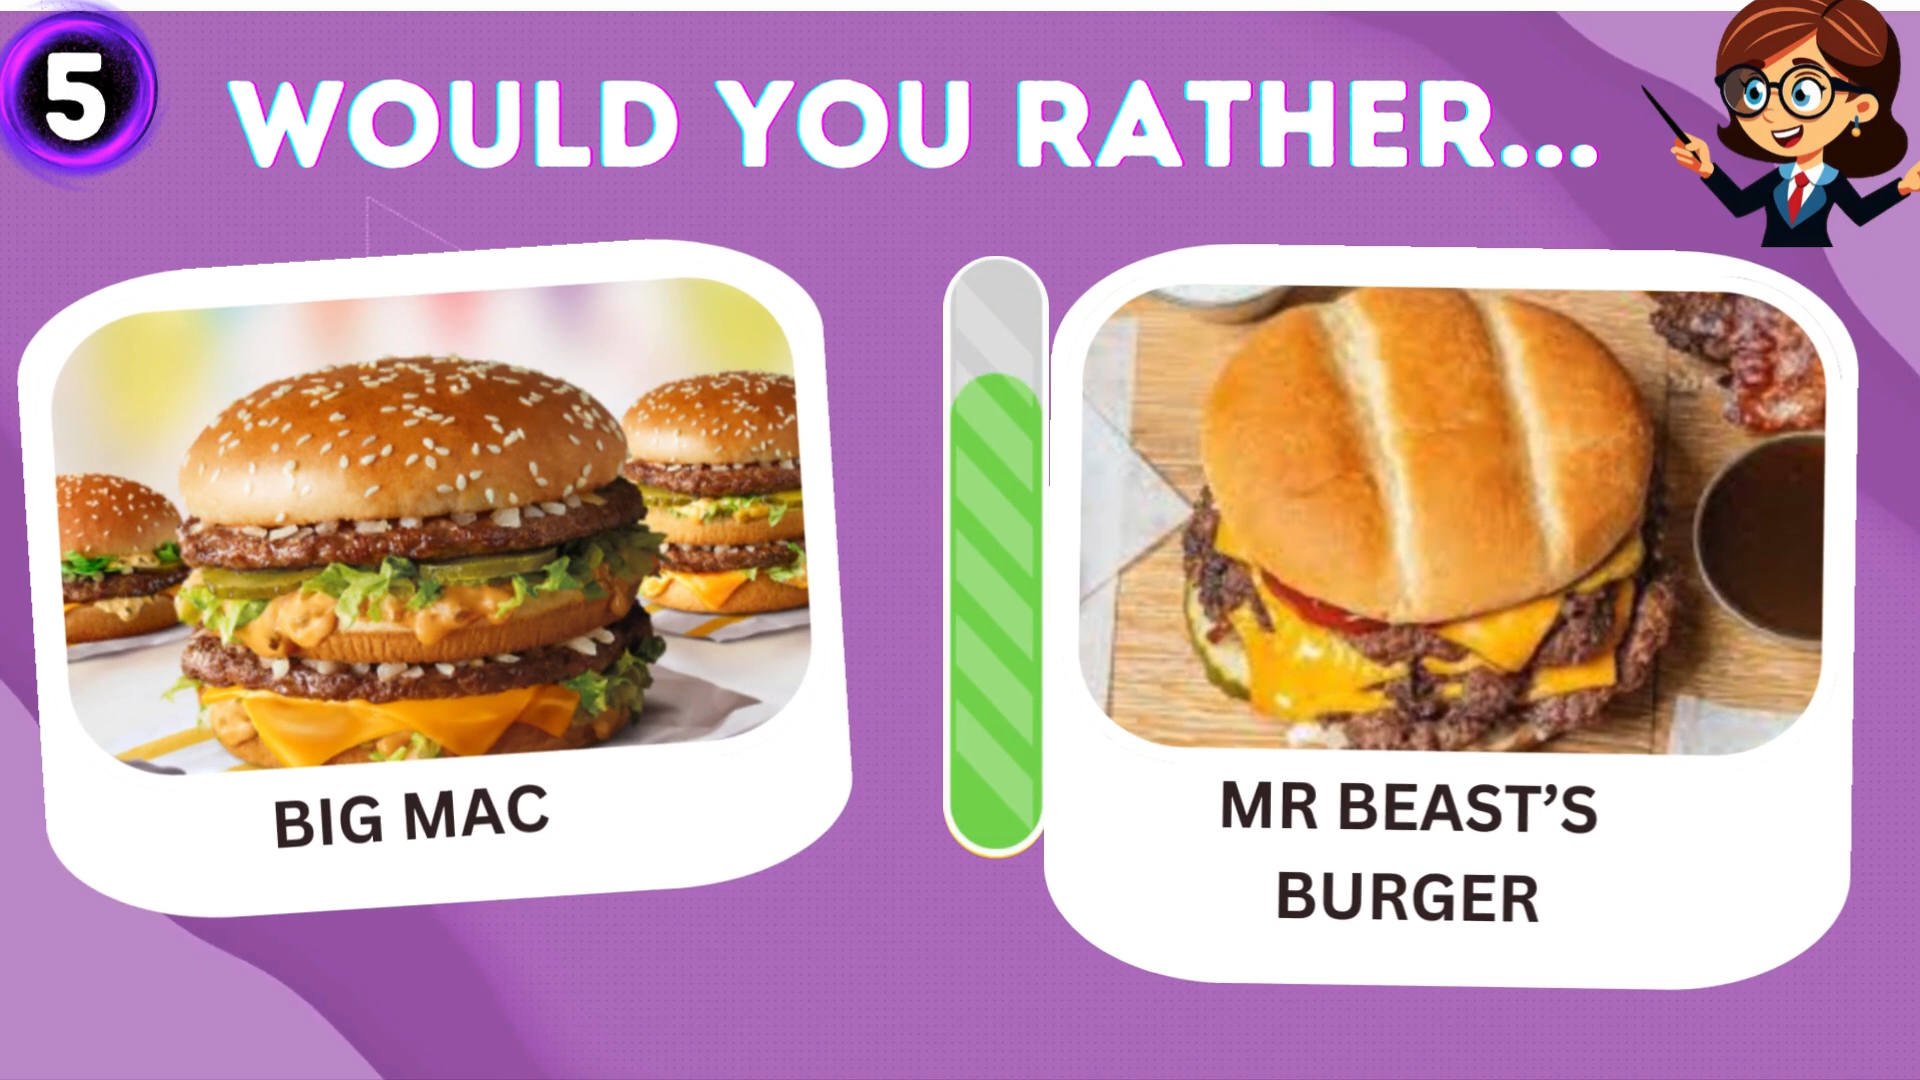 5
WOULD YOU RATHER...
BIG MAC
MR BEAST’S
BURGER